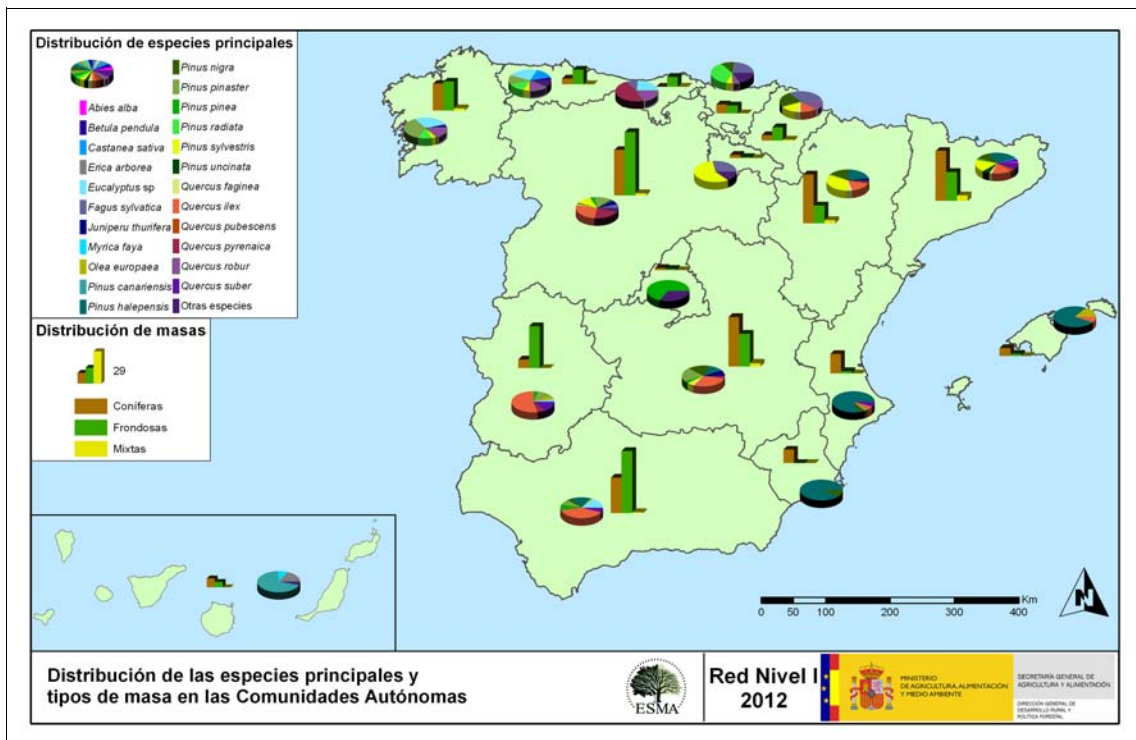 Distribución de especies principales
Abies alba
Betula pendula
Castanea sativa
Erica arborea
Eucalyptus sp
Fagus sylvatica
Juniperu thurifera
Myrica faya
Olea europaea
Pinus canariensis
Pinus halepensis
Pinus nigra
Pinus pinaster
Pinus pinea
Pinus radiata
Pinus sylvestris
Pinus uncinata
Quercus faginea
Quercus ilex
Quercus pubescens
Quercus pyrenaica
Quercus robur
Quercus suber
Otras especies
Distribución de masas
29
Coníferas
Frondosas
Mixtas
Km
0 50 100 200 300 400
N
Distribución de las especies principales y
tipos de masa en las Comunidades Autónomas
ESMA
Red Nivel I
2012
MINISTERIO
DE AGRICULTURA, ALIMENTACIÓN
Y MEDIO AMBIENTE
SECRETARÍA GENERAL DE
AGRICULTURA Y ALIMENTACIÓN
DIRECCIÓN GENERAL DE
DESARROLLO RURAL Y
POLÍTICA FORESTAL